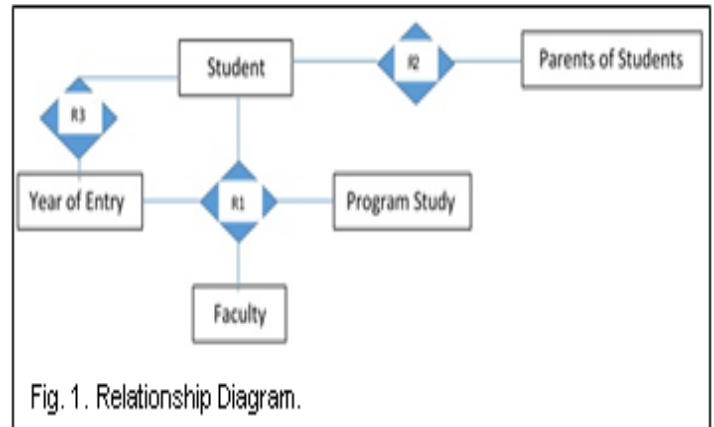 Student
R2
Parents of Students
R3
Year of Entry
R1
Program Study
Faculty
Fig. 1. Relationship Diagram.